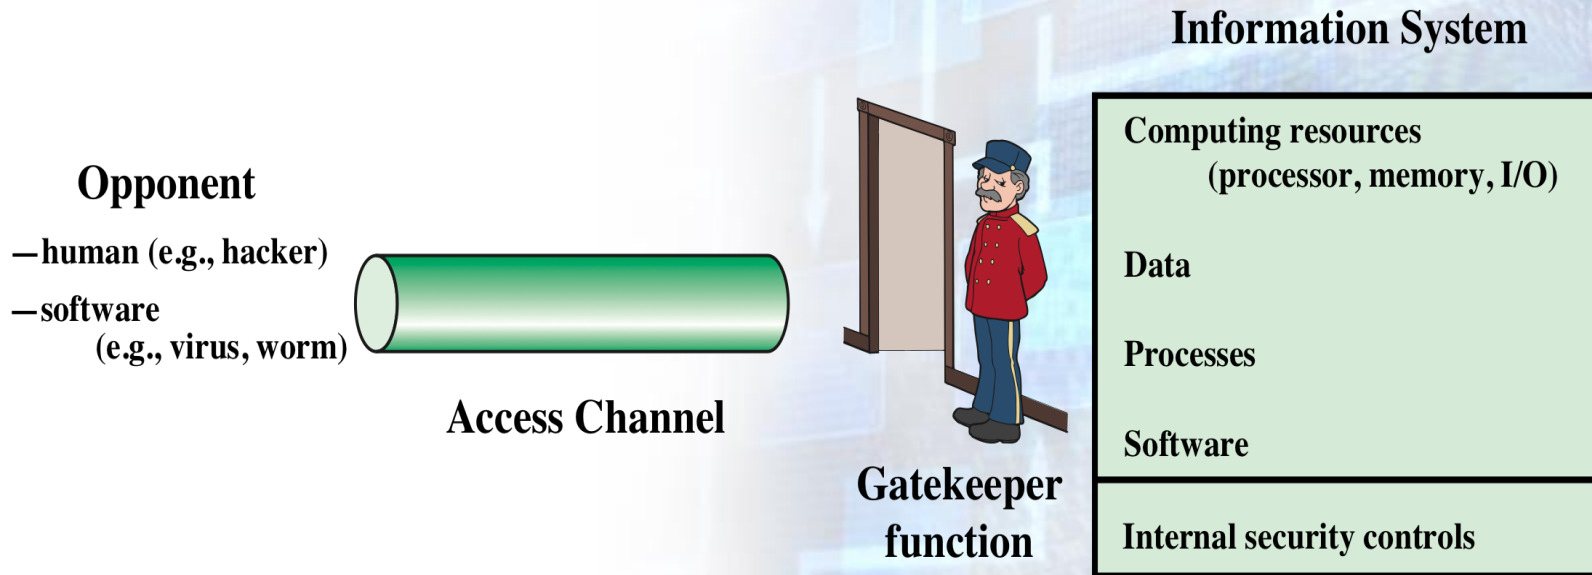 Information System
Opponent
—human (e.g., hacker)
—software
(e.g., virus, worm)
Access Channel
Gatekeeper
function
Computing resources
(processor, memory, I/O)
Data
Processes
Software
Internal security controls